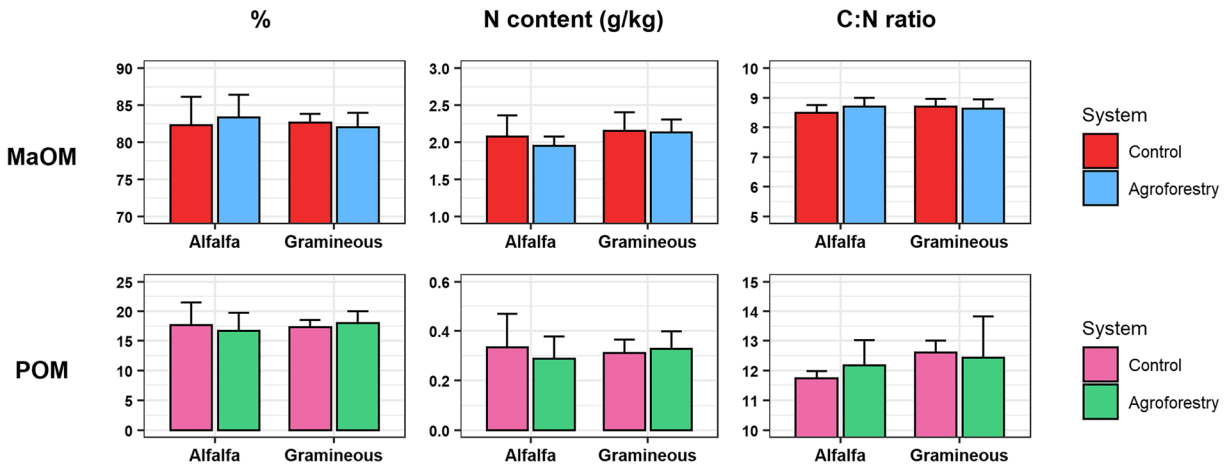 % N content (g/kg) C:N ratio
MaOM
90
85
80
75
70
Alfalfa Gramineous
3.0
2.5
2.0
1.5
1.0
Alfalfa Gramineous
10
9
8
7
6
5
Alfalfa Gramineous
System
Control
Agroforestry
POM
25
20
15
10
5
0
Alfalfa Gramineous
0.6
0.4
0.2
0.0
Alfalfa Gramineous
15
14
13
12
11
10
Alfalfa Gramineous
System
Control
Agroforestry